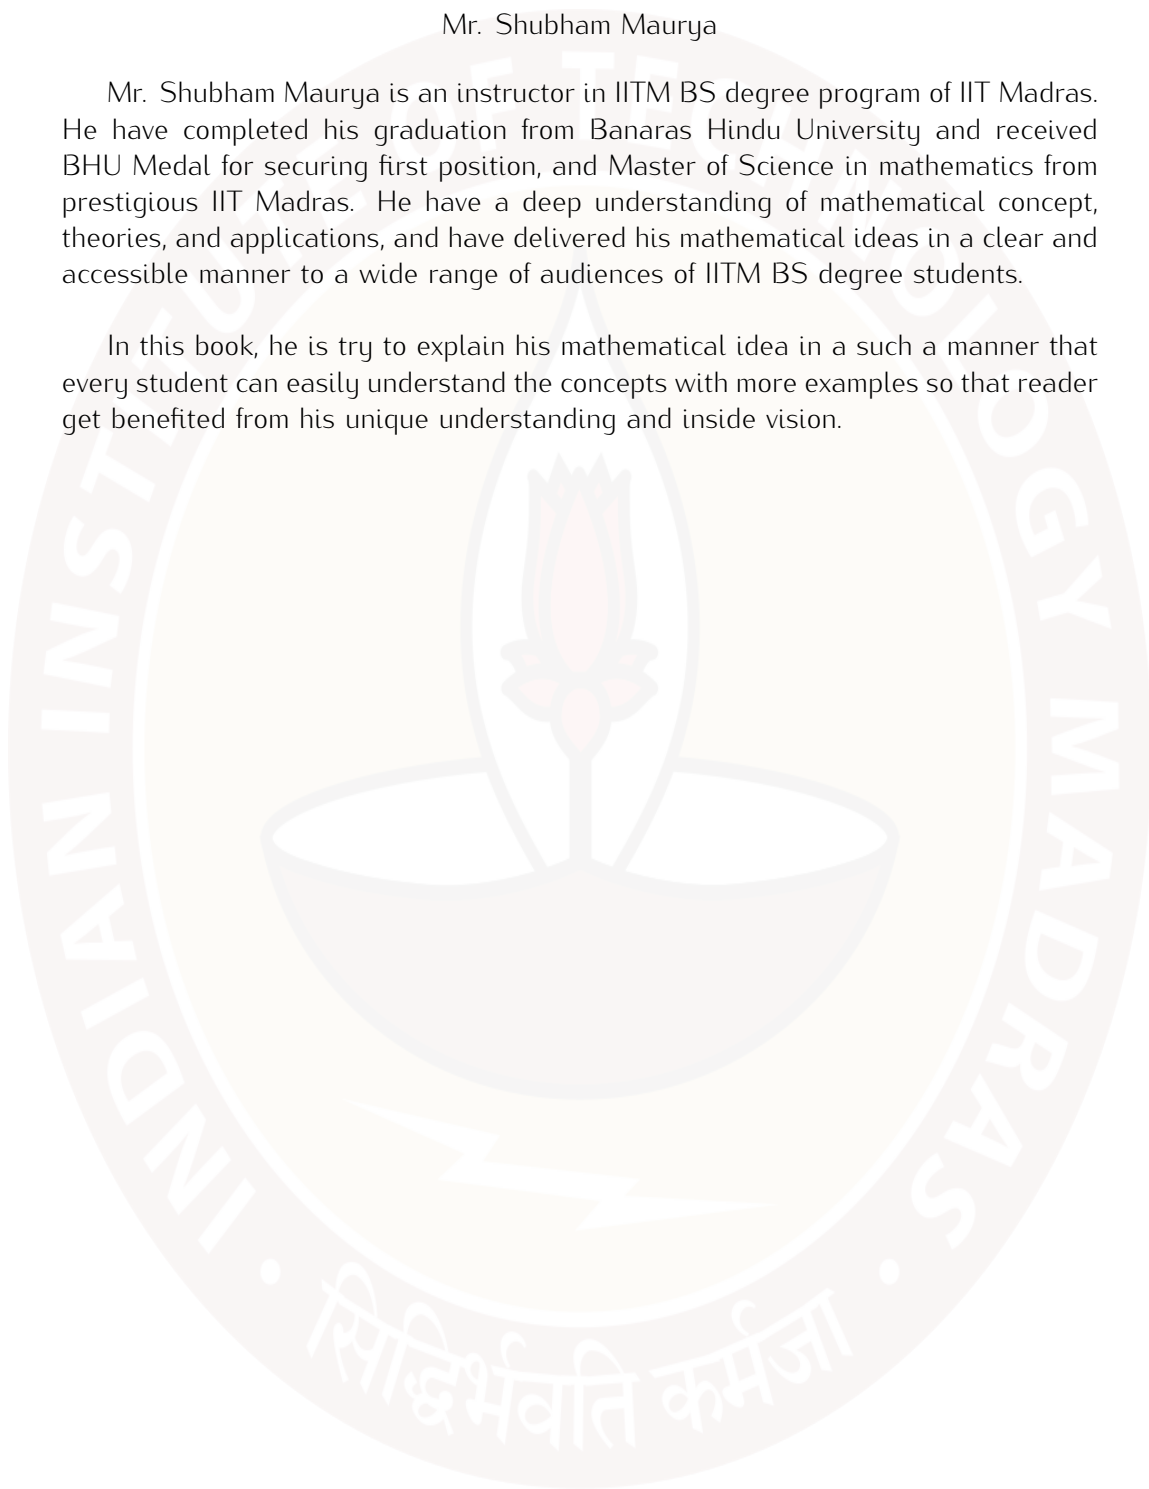 Mr. Shubham Maurya
Mr. Shubham Maurya is an instructor in IITM BS degree program of IIT Madras.
He have completed his graduation from Banaras Hindu University and received
BHU Medal for securing first position, and Master of Science in mathematics from
prestigious IIT Madras. He have a deep understanding of mathematical concept,
theories, and applications, and have delivered his mathematical ideas in a clear and
accessible manner to a wide range of audiences of IITM BS degree students.
In this book, he is try to explain his mathematical idea in a such a manner that
every student can easily understand the concepts with more examples so that reader
get benefited from his unique understanding and inside vision.
INDIAN INSTITUTE OF TECHNOLOGY MADRAS
सिद्धिर्भवति कर्मजा